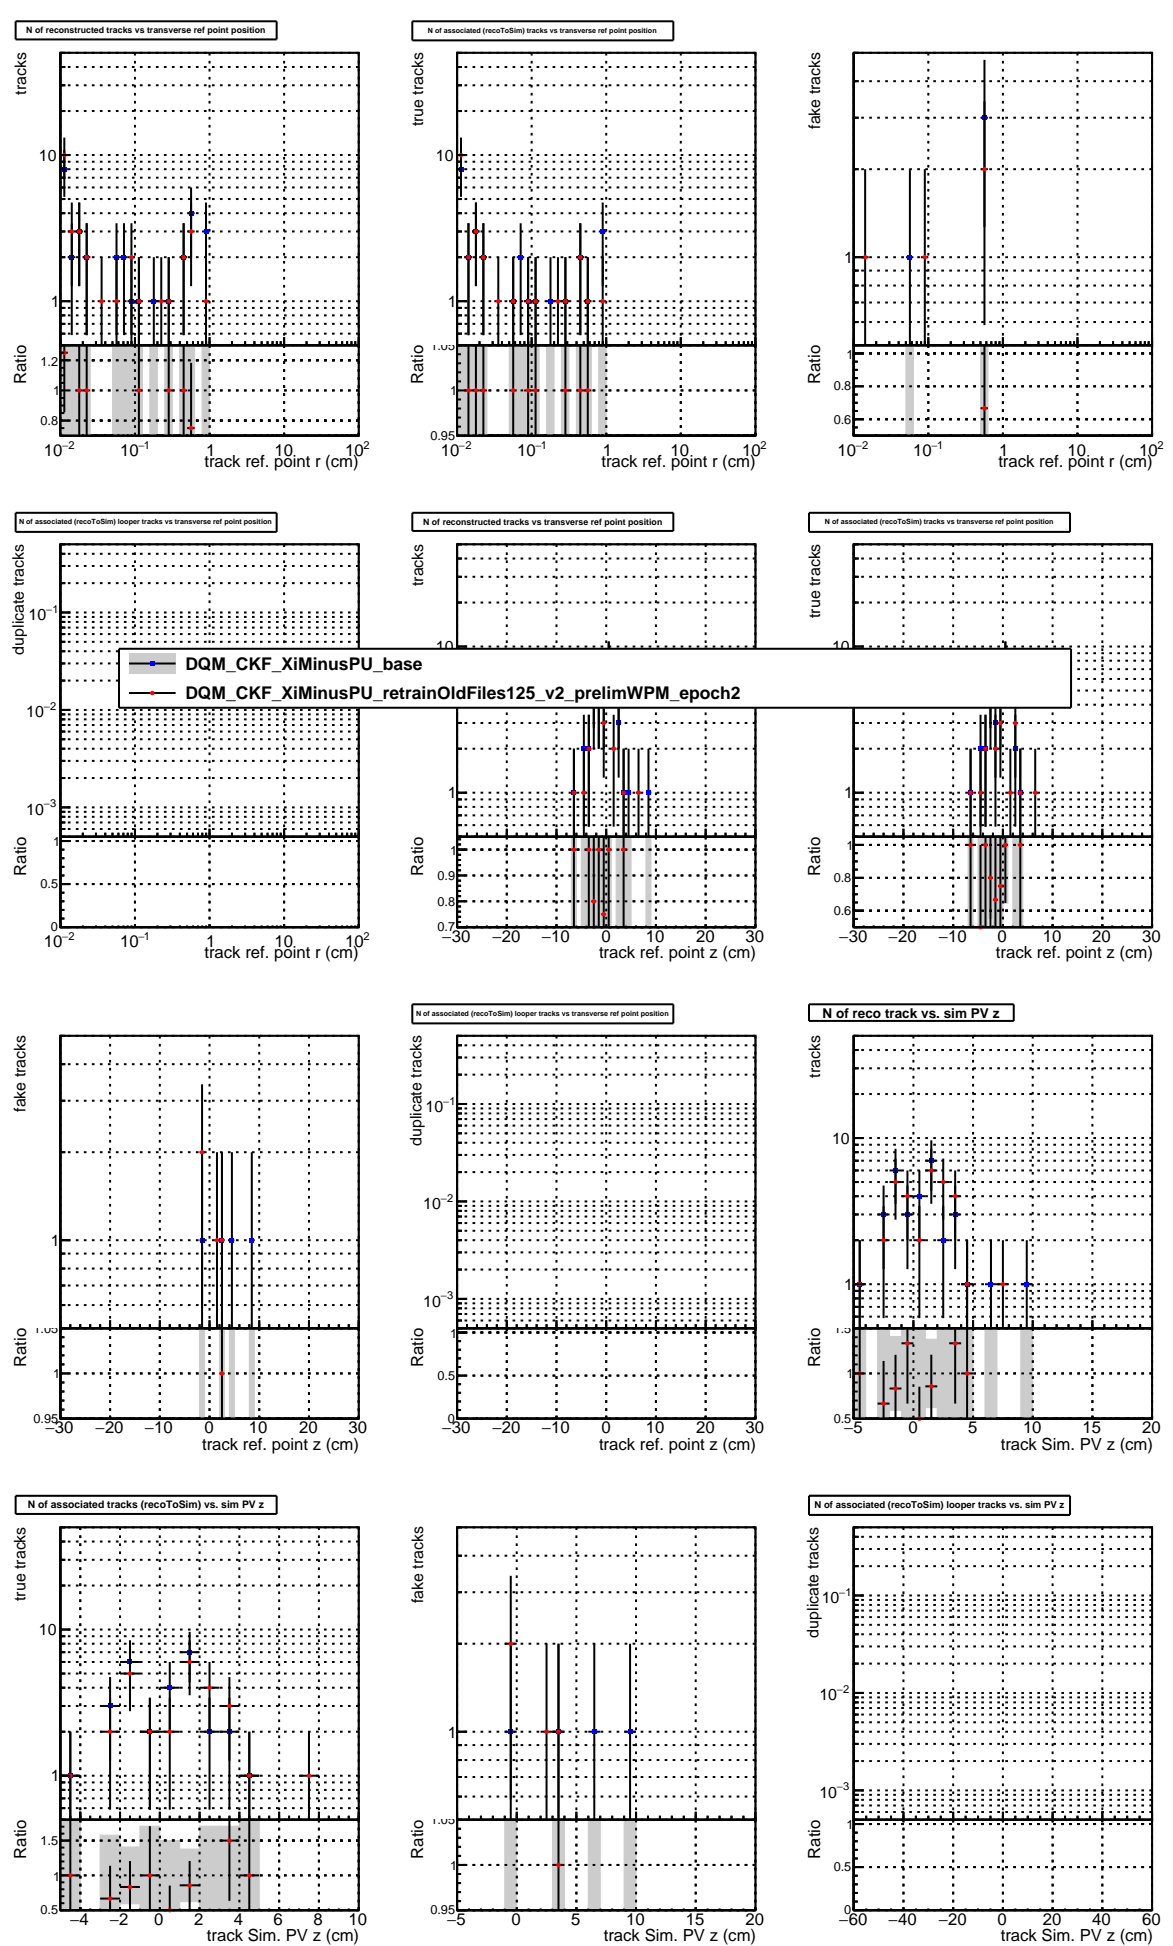 N of reconstructed tracks vs transverse ref point position
tracks
10
1
Ratio
1.2
1
0.8
10−2 10−1 1 10 102
track ref. point r (cm)
N of associated (recoToSim) tracks vs transverse ref point position
true tracks
10
1
Ratio
1.05
1
0.95
10−2 10−1 1 10 102
track ref. point r (cm)
fake tracks
1
Ratio
1
0.8
0.6
10−2 10−1 1 10 102
track ref. point r (cm)
N of associated (recoToSim) looper tracks vs transverse ref point position
duplicate tracks
10−1
10−2
10−3
Ratio
1
0.5
0
10−2 10−1 1 10 102
track ref. point r (cm)
N of reconstructed tracks vs transverse ref point position
tracks
10
1
Ratio
1
0.9
0.8
0.7
−30 −20 −10 0 10 20 30
track ref. point z (cm)
N of associated (recoToSim) tracks vs transverse ref point position
true tracks
1
Ratio
1
0.8
0.6
−30 −20 −10 0 10 20 30
track ref. point z (cm)
DQM_CKF_XiMinusPU_base
DQM_CKF_XiMinusPU_retrainOldFiles125_v2_prelimWPM_epoch2
fake tracks
1
Ratio
1.05
1
0.95
−30 −20 −10 0 10 20 30
track ref. point z (cm)
N of associated (recoToSim) looper tracks vs transverse ref point position
duplicate tracks
10−1
10−2
10−3
Ratio
1
0.5
0
−30 −20 −10 0 10 20 30
track ref. point z (cm)
N of reco track vs. sim PV z
tracks
10
1
Ratio
1.5
1
0.5
−5 0 5 10 15 20
track Sim. PV z (cm)
N of associated tracks (recoToSim) vs. sim PV z
true tracks
10
1
Ratio
1.5
1
0.5
−4 −2 0 2 4 6 8 10
track Sim. PV z (cm)
fake tracks
1
Ratio
1.05
1
0.95
−5 0 5 10 15 20
track Sim. PV z (cm)
N of associated (recoToSim) looper tracks vs. sim PV z
duplicate tracks
10−1
10−2
10−3
Ratio
1
0.5
0
−60 −40 −20 0 20 40 60
track Sim. PV z (cm)